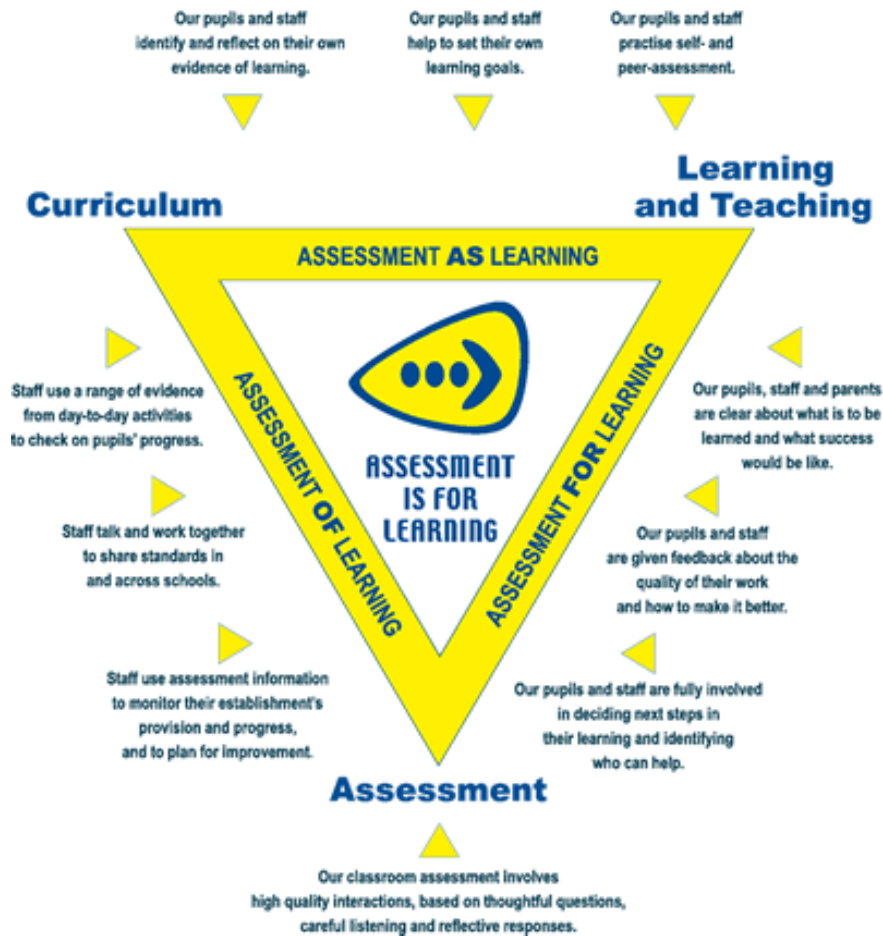 Our pupils and staff
identify and reflect on their own
evidence of learning.
Our pupils and staff
help to set their own
learning goals.
Our pupils and staff
practise self- and
peer-assessment.
Curriculum
Learning
and Teaching
ASSESSMENT AS LEARNING
ASSESSMENT OF LEARNING
ASSESSMENT FOR LEARNING
ASSESSMENT
IS FOR
LEARNING
Staff use a range of evidence
from day-to-day activities
to check on pupils' progress.
Staff talk and work together
to share standards in
and across schools.
Staff use assessment information
to monitor their establishment's
provision and progress,
and to plan for improvement.
Our pupils, staff and parents
are clear about what is to be
learned and what success
would be like.
Our pupils and staff
are given feedback about the
quality of their work
and how to make it better.
Our pupils and staff are fully involved
in deciding next steps in
their learning and identifying
who can help.
Assessment
Our classroom assessment involves
high quality interactions, based on thoughtful questions,
careful listening and reflective responses.